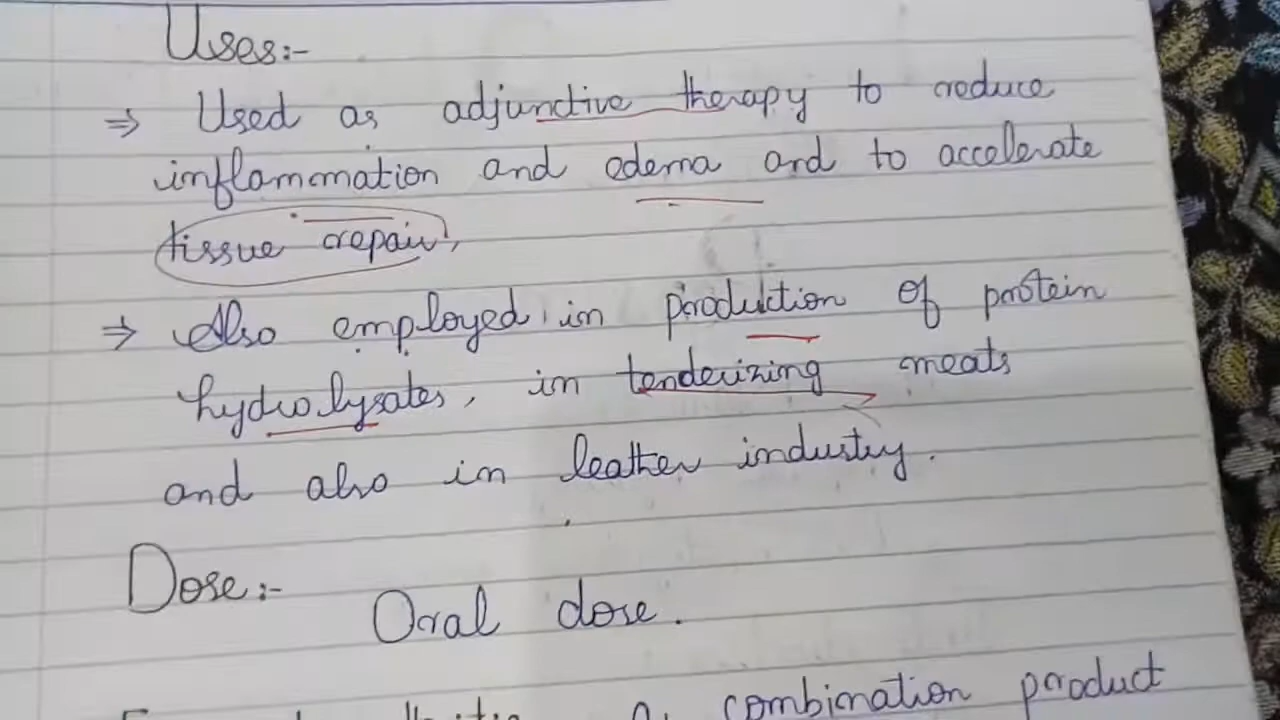 Uses:-
⇒ Used as adjunctive therapy to reduce
inflammation and edema and to accelerate
tissue repair,
⇒ Also employed in production of protein
hydrolysates, in tenderizing meats
and also in leather industry.
Dose:-
Oral dose.
combination product